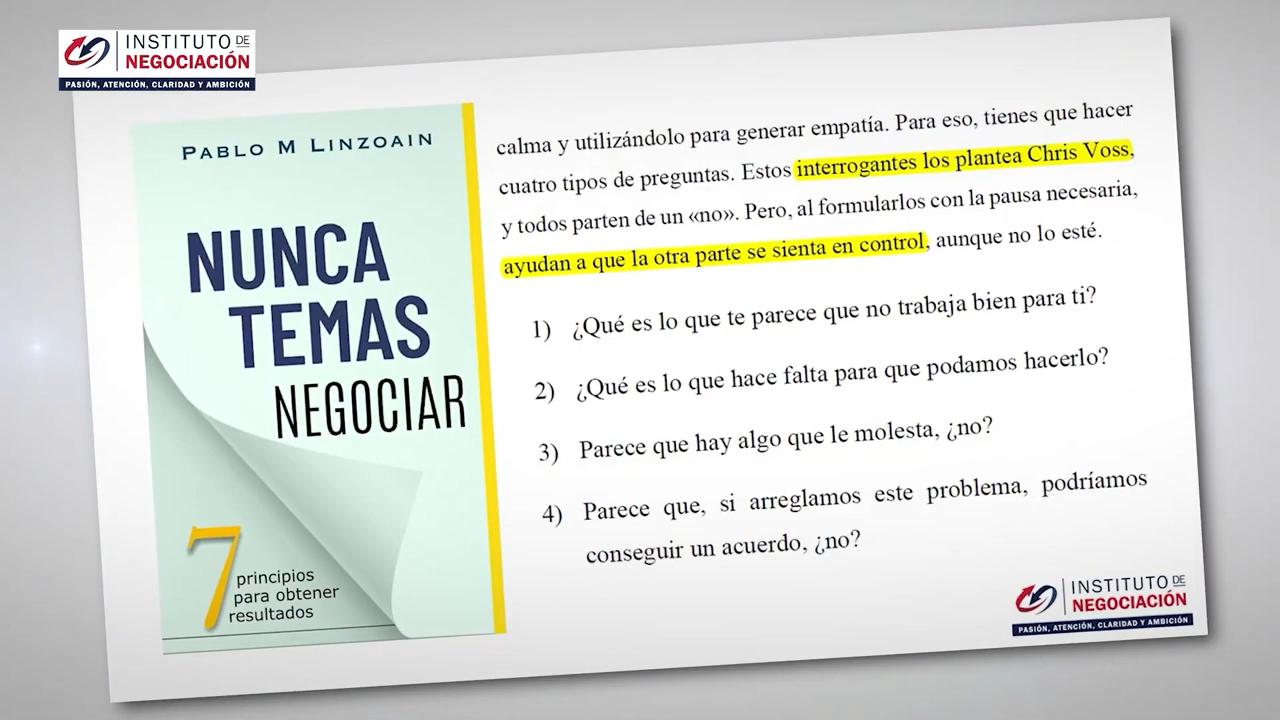 INSTITUTO DE
NEGOCIACIÓN
PASIÓN, ATENCIÓN, CLARIDAD Y AMBICIÓN
PABLO M LINZOAIN
NUNCA
TEMAS
NEGOCIAR
7
principios
para obtener
resultados
calma y utilizándolo para generar empatía. Para eso, tienes que hacer
cuatro tipos de preguntas. Estos interrogantes los plantea Chris Voss,
y todos parten de un «no». Pero, al formularlos con la pausa necesaria,
ayudan a que la otra parte se sienta en control, aunque no lo esté.
1) ¿Qué es lo que te parece que no trabaja bien para ti?
2) ¿Qué es lo que hace falta para que podamos hacerlo?
3) Parece que hay algo que le molesta, ¿no?
4) Parece que, si arreglamos este problema, podríamos
conseguir un acuerdo, ¿no?
INSTITUTO DE
NEGOCIACIÓN
PASIÓN, ATENCIÓN, CLARIDAD Y AMBICIÓN